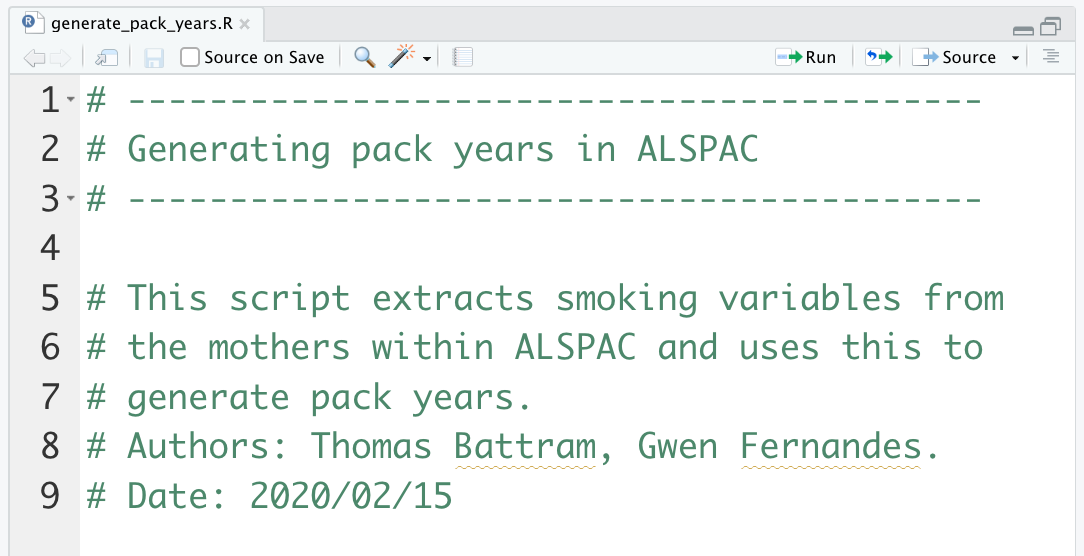 generate_pack_years.R
Source on Save Run Source
1 # ------------------------------------------
2 # Generating pack years in ALSPAC
3 # ------------------------------------------
4
5 # This script extracts smoking variables from
6 # the mothers within ALSPAC and uses this to
7 # generate pack years.
8 # Authors: Thomas Battram, Gwen Fernandes.
9 # Date: 2020/02/15